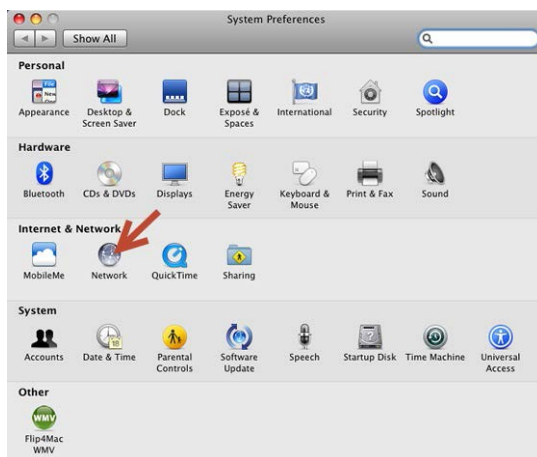 System Preferences
Show All
Personal
Appearance Desktop & Screen Saver Dock Exposé & Spaces International Security Spotlight
Hardware
Bluetooth CDs & DVDs Displays Energy Saver Keyboard & Mouse Print & Fax Sound
Internet & Network
MobileMe Network QuickTime Sharing
System
18
Accounts Date & Time Parental Controls Software Update Speech Startup Disk Time Machine Universal Access
Other
WMV
Flip4Mac WMV